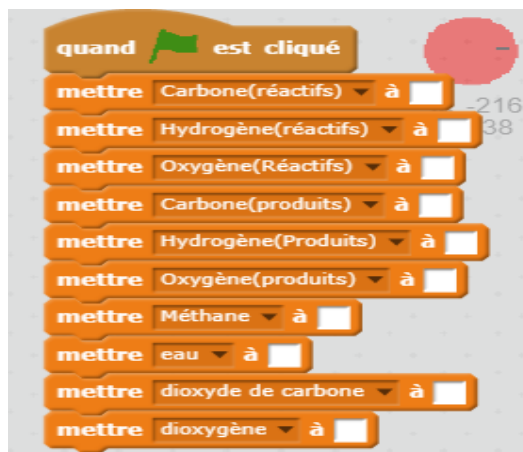 quand est cliqué
mettre Carbone(réactifs) à
-216
mettre Hydrogène(réactifs) à
38
mettre Oxygène(Réactifs) à
mettre Carbone(produits) à
mettre Hydrogène(Produits) à
mettre Oxygène(produits) à
mettre Méthane à
mettre eau à
mettre dioxyde de carbone à
mettre dioxygène à